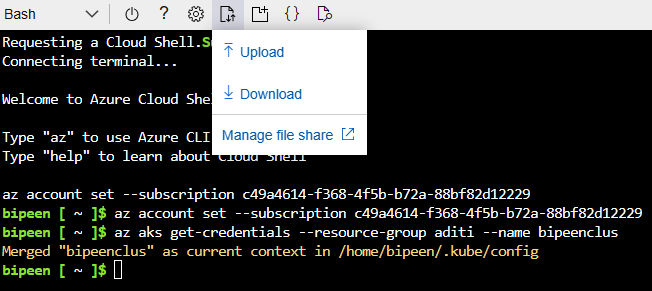 Bash
?
{}
Upload
Download
Manage file share
Requesting a Cloud Shell.S
Connecting terminal...
Welcome to Azure Cloud She
Type "az" to use Azure CLI
Type "help" to learn about Cloud Shell
az account set --subscription c49a4614-f368-4f5b-b72a-88bf82d12229
bipeen [ ~ ]$ az account set --subscription c49a4614-f368-4f5b-b72a-88bf82d12229
bipeen [ ~ ]$ az aks get-credentials --resource-group aditi --name bipeenclus
Merged "bipeenclus" as current context in /home/bipeen/.kube/config
bipeen [ ~ ]$